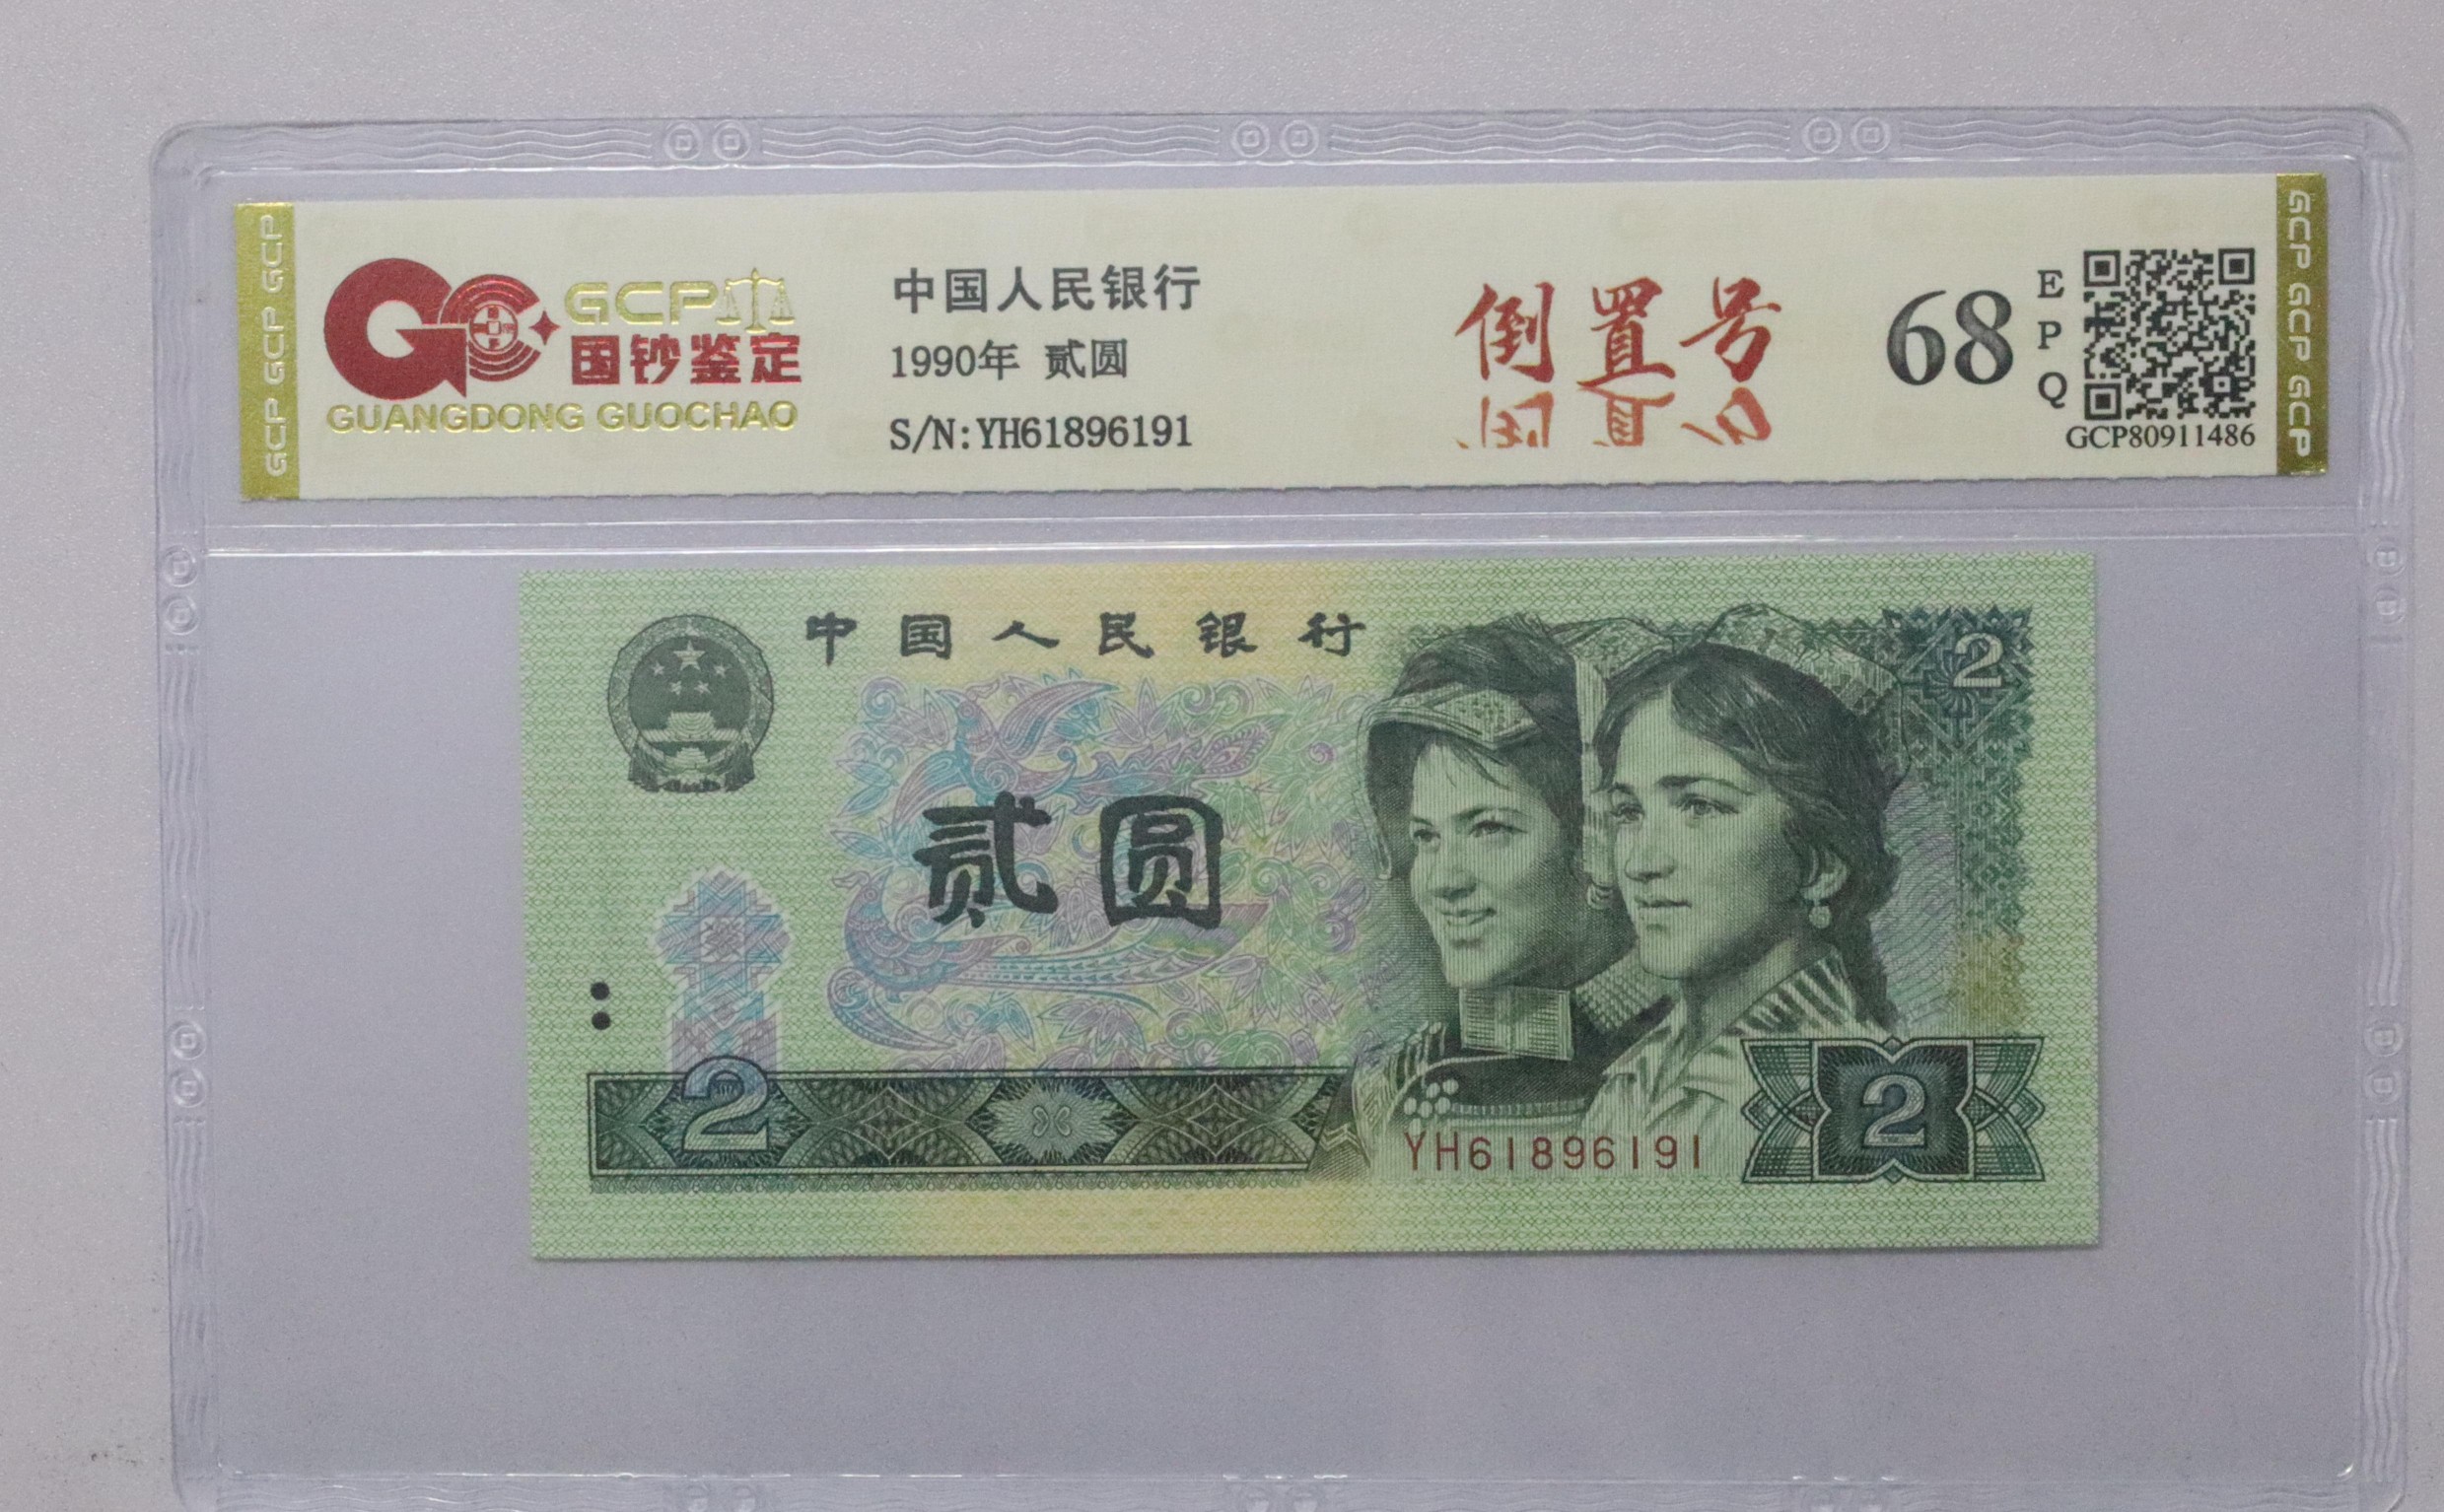 GCP GCP GCP
GCP
国钞鉴定
GUANGDONG GUOCHAO
中国人民银行
1990年 贰圆
S/N:YH61896191
倒置号
68
E
P
Q
GCP80911486
GCP GCP GCP
中国人民银行
2
贰圆
2
YH61896191
2